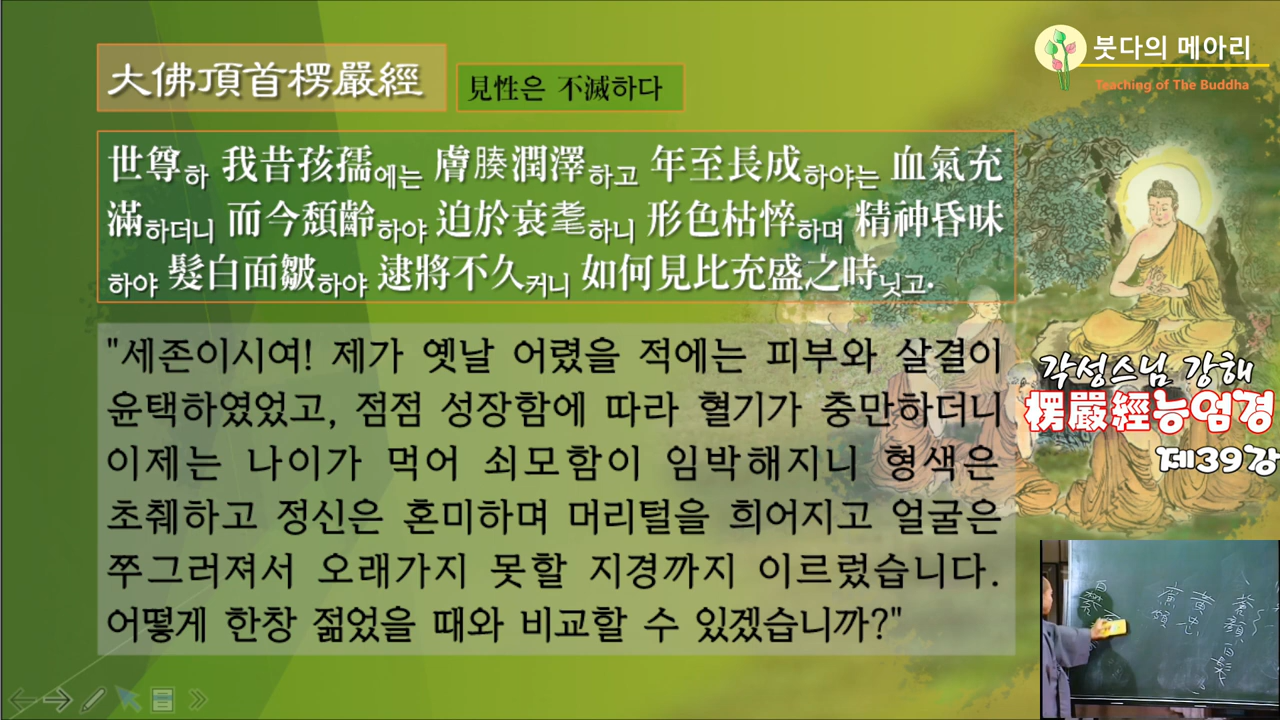 大佛頂首楞嚴經
見性은 不滅하다
붓다의 메아리
Teaching of The Buddha
世尊하 我昔孩孺에는 膚腠潤澤하고 年至長成하야는 血氣充
滿하더니 而今頹齡하야 迫於衰耄하니 形色枯悴하며 精神昏昧
하야 髮白面皺하야 逮將不久커니 如何見比充盛之時닛고.
"세존이시여! 제가 옛날 어렸을 적에는 피부와 살결이
윤택하였었고, 점점 성장함에 따라 혈기가 충만하더니
이제는 나이가 먹어 쇠모함이 임박해지니 형색은
초췌하고 정신은 혼미하며 머리털을 희어지고 얼굴은
쭈그러져서 오래가지 못할 지경까지 이르렀습니다.
어떻게 한창 젊었을 때와 비교할 수 있겠습니까?"
각성스님 강해
楞嚴經능엄경
제39강